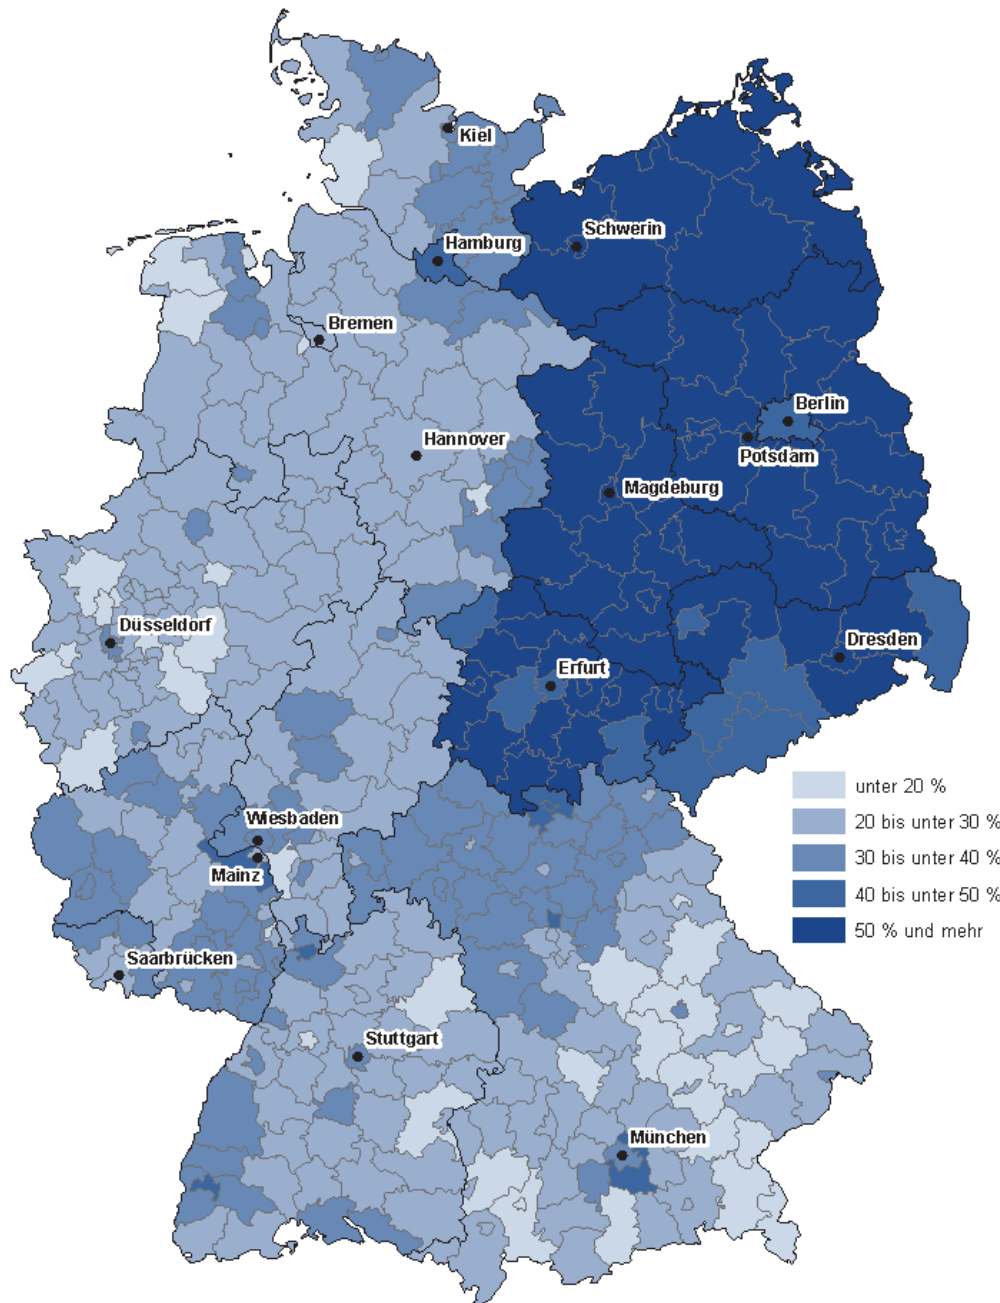 Kiel
Schwerin
Hamburg
Bremen
Berlin
Hannover
Potsdam
Magdeburg
Düsseldorf
Dresden
Erfurt
unter 20 %
20 bis unter 30 %
30 bis unter 40 %
40 bis unter 50 %
50 % und mehr
Wiesbaden
Mainz
Saarbrücken
Stuttgart
München